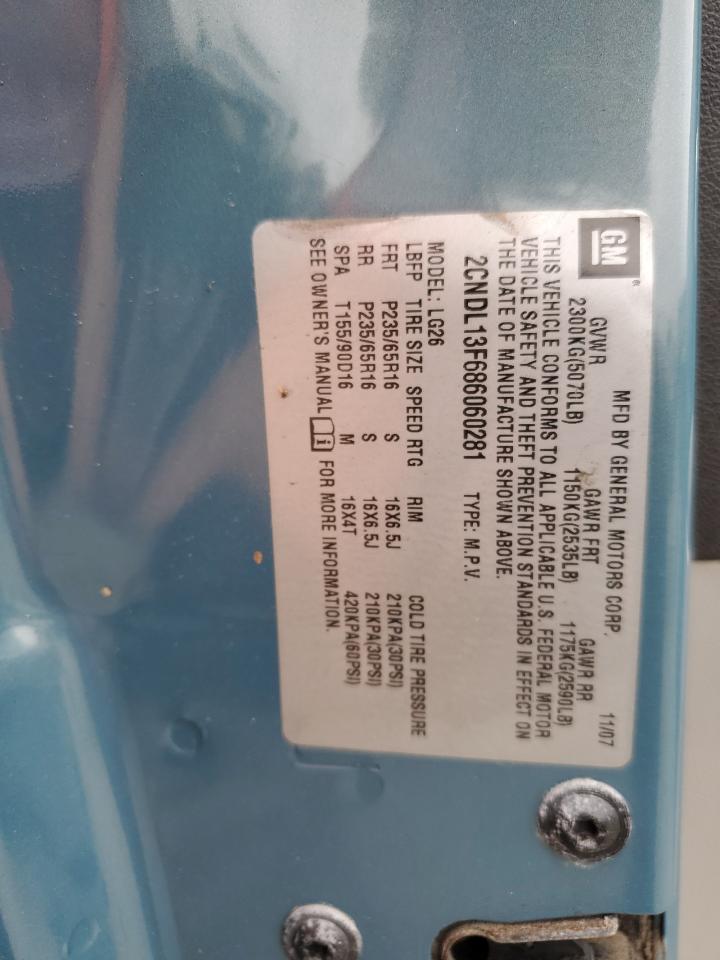 GM®
MFD BY GENERAL MOTORS CORP. 11/07
GVWR GAWR FRT GAWR RR
2300KG(5070LB) 1150KG(2535LB) 1175KG(2590LB)
THIS VEHICLE CONFORMS TO ALL APPLICABLE U.S. FEDERAL MOTOR
VEHICLE SAFETY AND THEFT PREVENTION STANDARDS IN EFFECT ON
THE DATE OF MANUFACTURE SHOWN ABOVE.
2CNDL13F686060281 TYPE: M.P.V.
MODEL: LG26
LBFP TIRE SIZE SPEED RTG RIM COLD TIRE PRESSURE
FRT P235/65R16 S 16X6.5J 210KPA(30PSI)
RR P235/65R16 S 16X6.5J 210KPA(30PSI)
SPA T155/90D16 M 16X4T 420KPA(60PSI)
SEE OWNER'S MANUAL i FOR MORE INFORMATION.